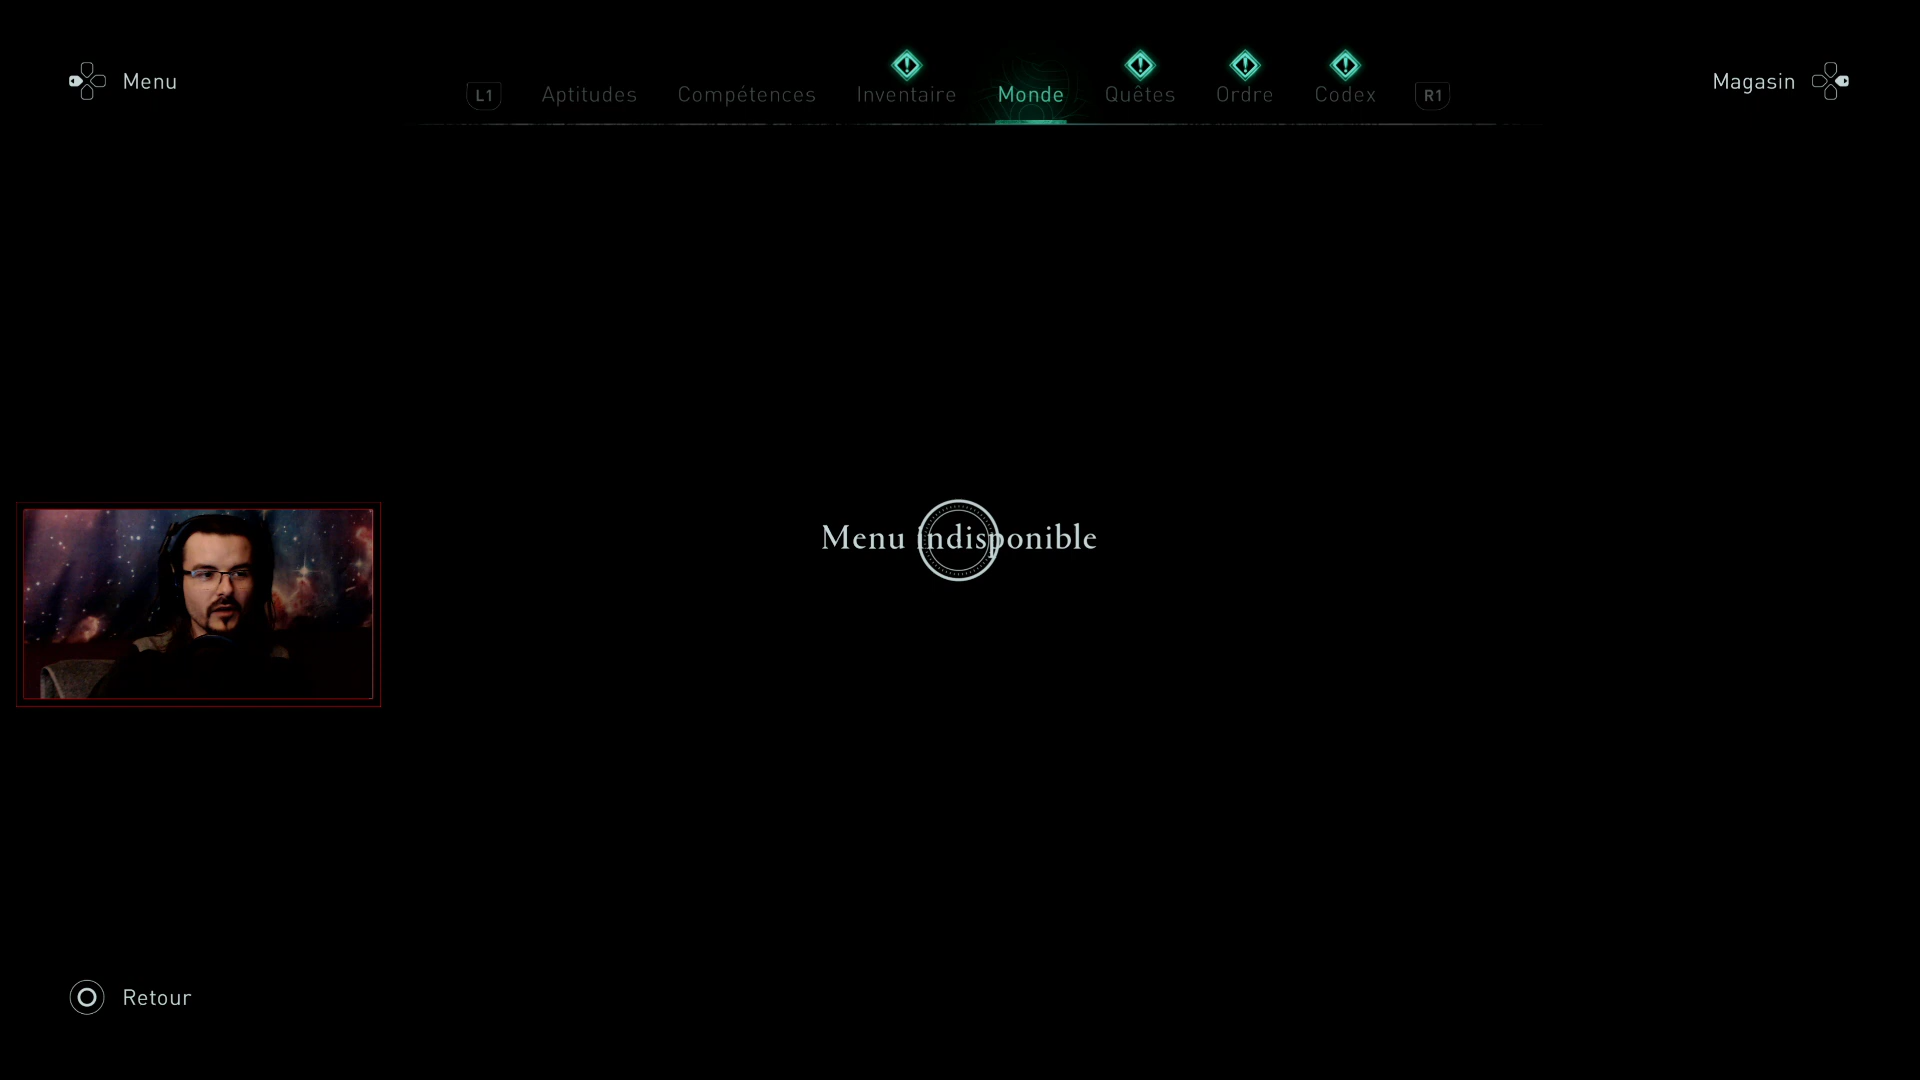 Menu
L1
Aptitudes
Compétences
Inventaire
Monde
Quêtes
Ordre
Codex
R1
Magasin
Menu indisponible
Retour